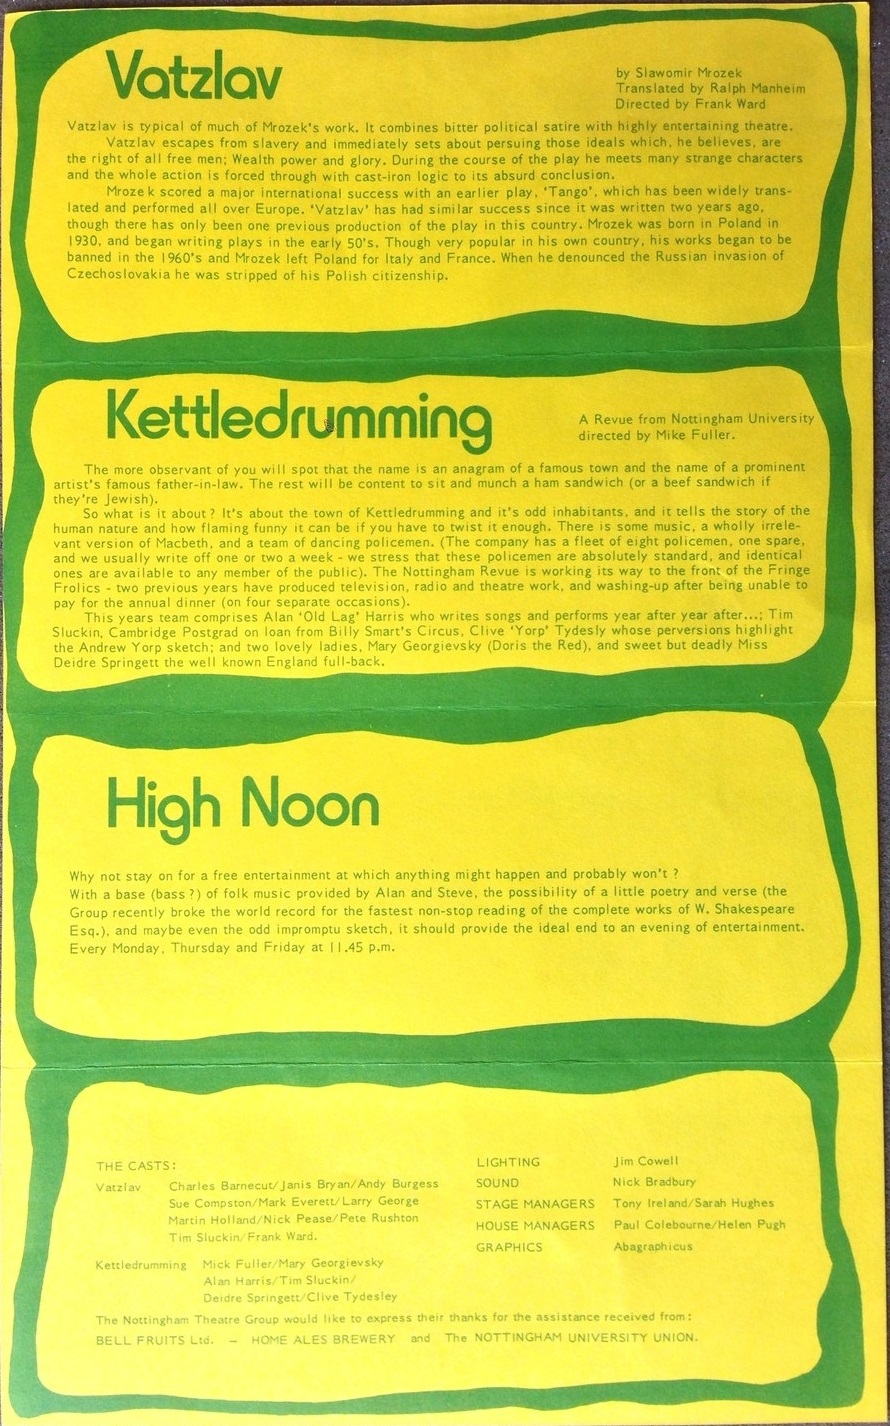 Vatzlav
by Slawomir Mrozek
Translated by Ralph Manheim
Directed by Frank Ward
Vatzlav is typical of much of Mrozek's work. It combines bitter political satire with highly entertaining theatre.
Vatzlav escapes from slavery and immediately sets about persuing those ideals which, he believes, are
the right of all free men; Wealth power and glory. During the course of the play he meets many strange characters
and the whole action is forced through with cast-iron logic to its absurd conclusion.
Mrozek scored a major international success with an earlier play, 'Tango', which has been widely trans-
lated and performed all over Europe. 'Vatzlav' has had similar success since it was written two years ago,
though there has only been one previous production of the play in this country. Mrozek was born in Poland in
1930, and began writing plays in the early 50's. Though very popular in his own country, his works began to be
banned in the 1960's and Mrozek left Poland for Italy and France. When he denounced the Russian invasion of
Czechoslovakia he was stripped of his Polish citizenship.
Kettledrumming
A Revue from Nottingham University
directed by Mike Fuller.
The more observant of you will spot that the name is an anagram of a famous town and the name of a prominent
artist's famous father-in-law. The rest will be content to sit and munch a ham sandwich (or a beef sandwich if
they're Jewish).
So what is it about? It's about the town of Kettledrumming and it's odd inhabitants, and it tells the story of the
human nature and how flaming funny it can be if you have to twist it enough. There is some music, a wholly irrele-
vant version of Macbeth, and a team of dancing policemen. (The company has a fleet of eight policemen, one spare,
and we usually write off one or two a week - we stress that these policemen are absolutely standard, and identical
ones are available to any member of the public). The Nottingham Revue is working its way to the front of the Fringe
Frolics - two previous years have produced television, radio and theatre work, and washing-up after being unable to
pay for the annual dinner (on four separate occasions).
This years team comprises Alan 'Old Lag' Harris who writes songs and performs year after year after...; Tim
Sluckin, Cambridge Postgrad on loan from Billy Smart's Circus, Clive 'Yorp' Tydesly whose perversions highlight
the Andrew Yorp sketch; and two lovely ladies, Mary Georgievsky (Doris the Red), and sweet but deadly Miss
Deidre Springett the well known England full-back.
High Noon
Why not stay on for a free entertainment at which anything might happen and probably won't ?
With a base (bass ?) of folk music provided by Alan and Steve, the possibility of a little poetry and verse (the
Group recently broke the world record for the fastest non-stop reading of the complete works of W. Shakespeare
Esq.), and maybe even the odd impromptu sketch, it should provide the ideal end to an evening of entertainment.
Every Monday, Thursday and Friday at 11.45 p.m.
THE CASTS:
Vatzlav Charles Barnecut/Janis Bryan/Andy Burgess
Sue Compston/Mark Everett/Larry George
Martin Holland/Nick Pease/Pete Rushton
Tim Sluckin/Frank Ward.
Kettledrumming Mick Fuller/Mary Georgievsky
Alan Harris/Tim Sluckin/
Deidre Springett/Clive Tydesley
LIGHTING Jim Cowell
SOUND Nick Bradbury
STAGE MANAGERS Tony Ireland/Sarah Hughes
HOUSE MANAGERS Paul Colebourne/Helen Pugh
GRAPHICS Abagraphicus
The Nottingham Theatre Group would like to express their thanks for the assistance received from:
BELL FRUITS Ltd. – HOME ALES BREWERY and The NOTTINGHAM UNIVERSITY UNION.